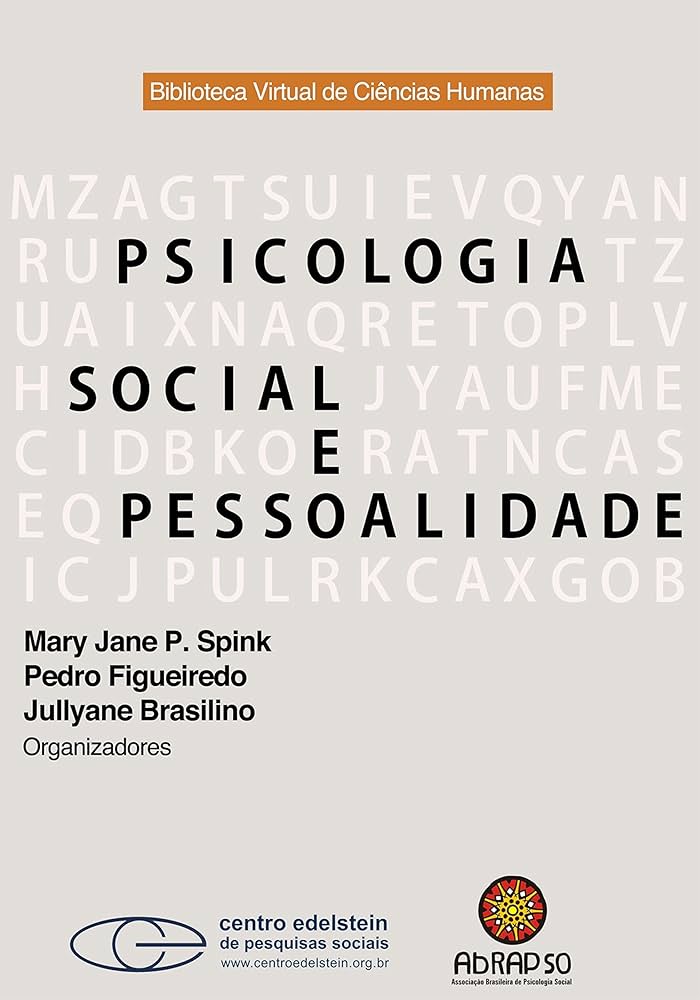 Biblioteca Virtual de Ciências Humanas
MZAGTSUIEVQYAN
RUPSICOLOGIATZ
UAIXNAQRETOPLV
HSOCIALJYAUFME
CIDBKOERATNCAS
EQPESSOALIDADE
ICJPULRKCAXGOB
Mary Jane P. Spink
Pedro Figueiredo
Jullyane Brasilino
Organizadores
centro edelstein
de pesquisas sociais
www.centroedelstein.org.br
AbRAPSO
Associação Brasileira de Psicologia Social